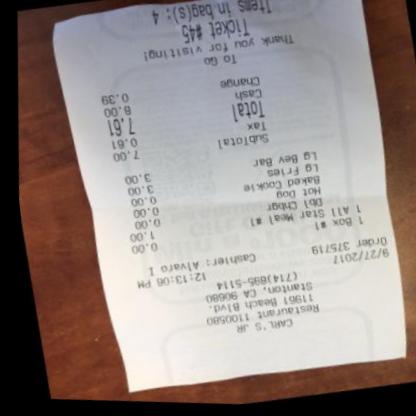 CARL'S JR
Restaurant 1100580
11961 Beach Blvd.
Stanton, CA 90680
(714)895-5114
9/27/2017 12:13:06 PM
Order 375719 Cashier: Alvaro I
1 Box #1 0.00
1 All Star Meal #1 1.00
Dbl Chbgr 0.00
Hot Dog 0.00
Baked Cookie 0.00
Lg Fries 3.00
Lg Bev Bar 3.00
SubTotal 7.00
Tax 0.61
Total 7.61
Cash 8.00
Change 0.39
To Go
Thank you for visiting!
Ticket #45
Items in bag(s): 4